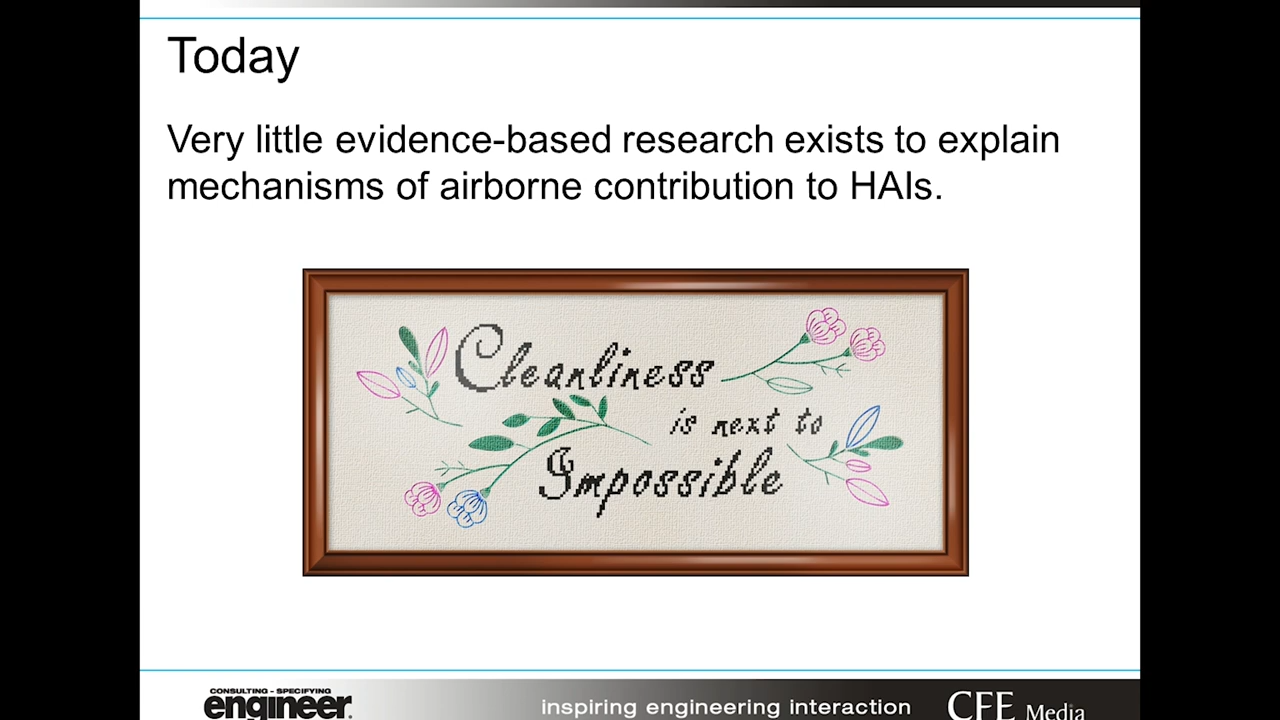 Today
Very little evidence-based research exists to explain
mechanisms of airborne contribution to HAIs.
Cleanliness
is next to
Impossible
CONSULTING-SPECIFYING
engineer
inspiring engineering interaction
CFE Media